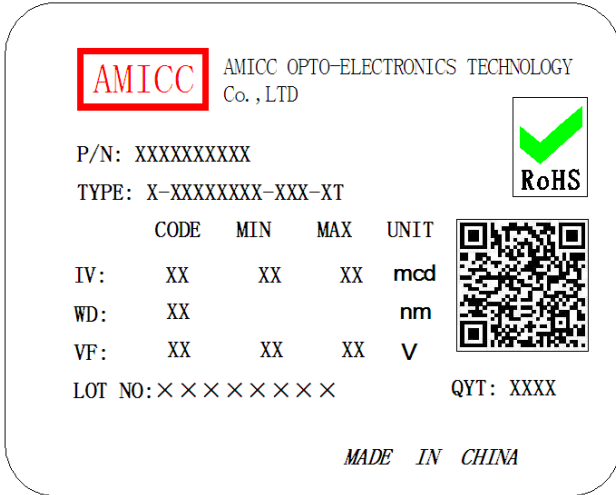 AMICC
AMICC OPTO-ELECTRONICS TECHNOLOGY
Co.,LTD
RoHS
P/N: XXXXXXXXXX
TYPE: X-XXXXXXXX-XXX-XT
CODE MIN MAX UNIT
IV: XX XX XX mcd
WD: XX nm
VF: XX XX XX V
LOT NO:××××××××
QYT: XXXX
MADE IN CHINA